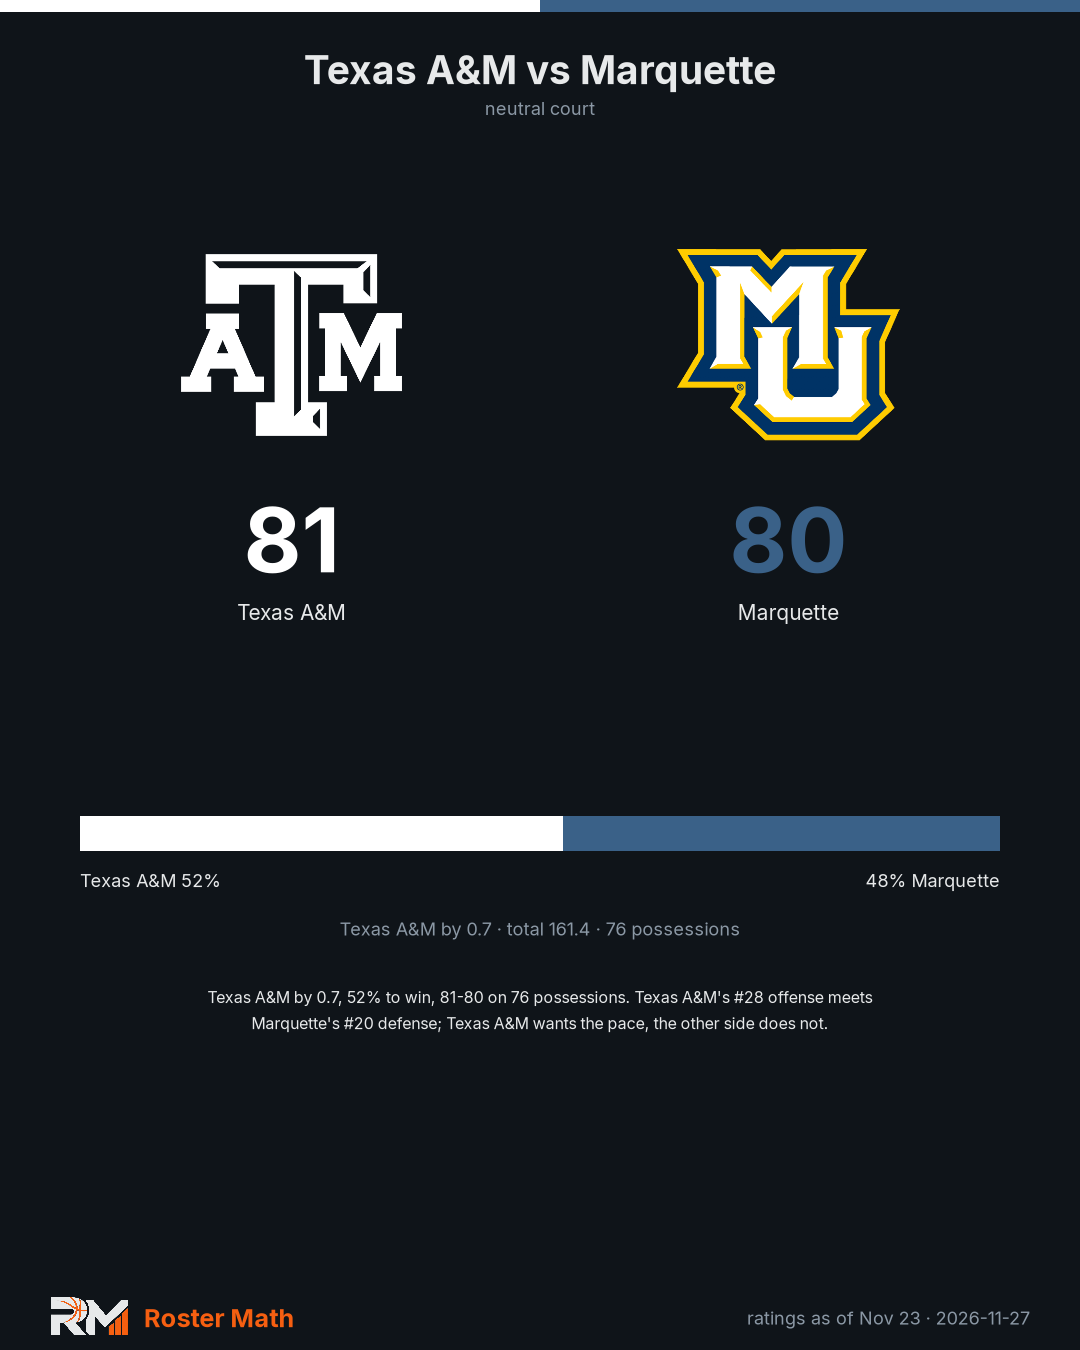 Texas A&M vs Marquette
neutral court
ATM
MU
®
81
80
Texas A&M
Marquette
Texas A&M 52%
48% Marquette
Texas A&M by 0.7 · total 161.4 · 76 possessions
Texas A&M by 0.7, 52% to win, 81-80 on 76 possessions. Texas A&M's #28 offense meets
Marquette's #20 defense; Texas A&M wants the pace, the other side does not.
RM Roster Math
ratings as of Nov 23 · 2026-11-27